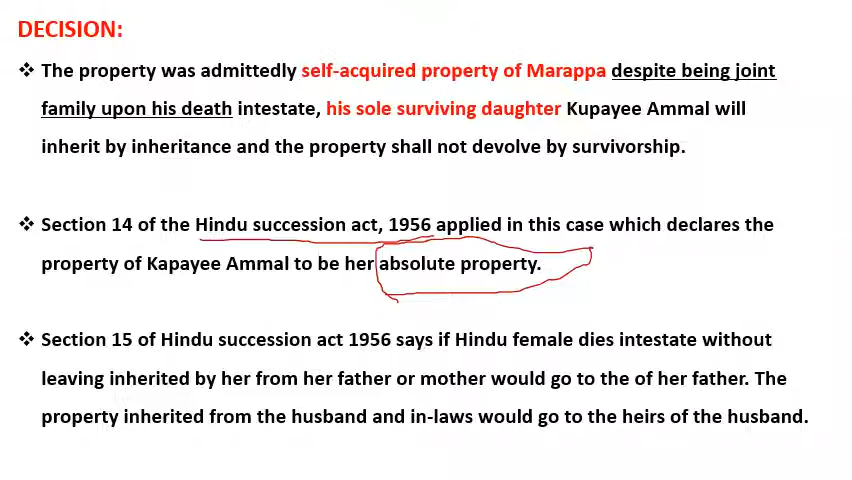 DECISION:
❖ The property was admittedly self-acquired property of Marappa despite being joint
family upon his death intestate, his sole surviving daughter Kupayee Ammal will
inherit by inheritance and the property shall not devolve by survivorship.
❖ Section 14 of the Hindu succession act, 1956 applied in this case which declares the
property of Kapayee Ammal to be her absolute property.
❖ Section 15 of Hindu succession act 1956 says if Hindu female dies intestate without
leaving inherited by her from her father or mother would go to the of her father. The
property inherited from the husband and in-laws would go to the heirs of the husband.